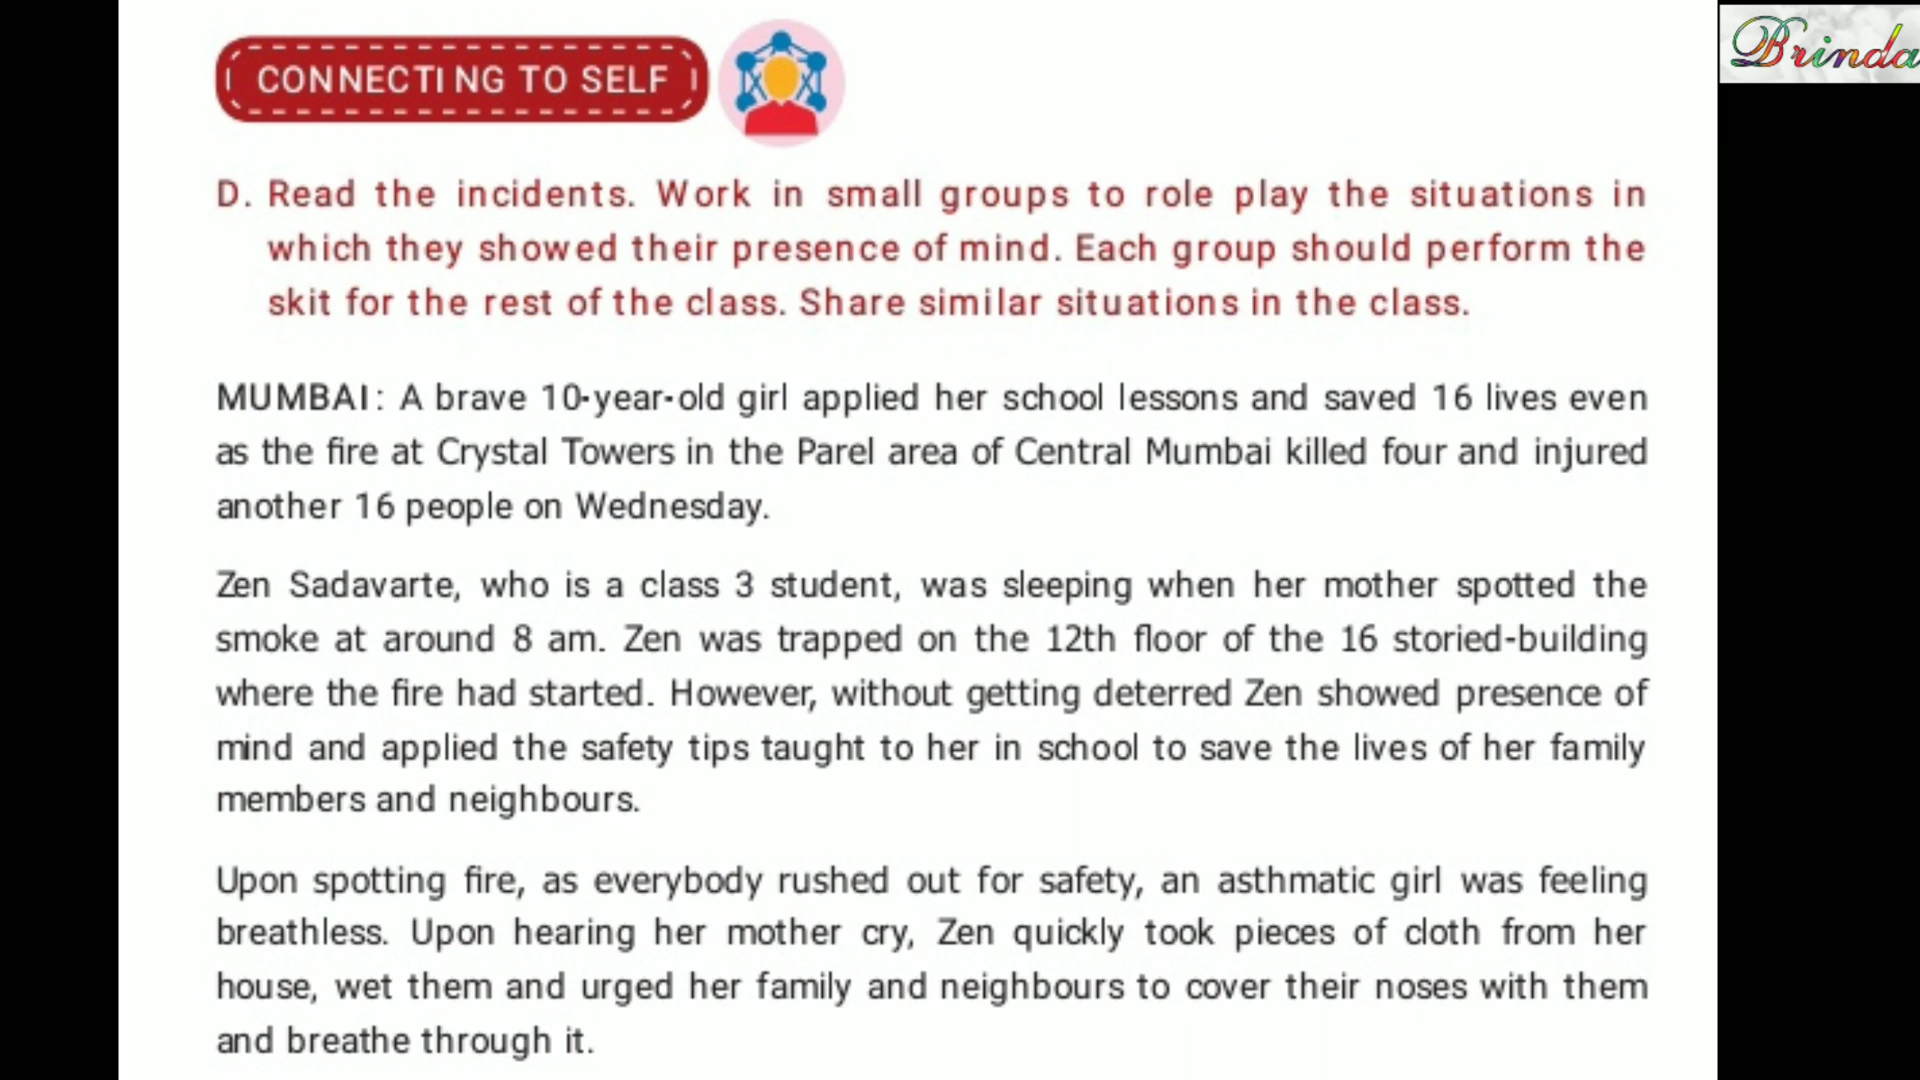 Brinda
CONNECTING TO SELF
D. Read the incidents. Work in small groups to role play the situations in
which they showed their presence of mind. Each group should perform the
skit for the rest of the class. Share similar situations in the class.
MUMBAI: A brave 10-year-old girl applied her school lessons and saved 16 lives even
as the fire at Crystal Towers in the Parel area of Central Mumbai killed four and injured
another 16 people on Wednesday.
Zen Sadavarte, who is a class 3 student, was sleeping when her mother spotted the
smoke at around 8 am. Zen was trapped on the 12th floor of the 16 storied-building
where the fire had started. However, without getting deterred Zen showed presence of
mind and applied the safety tips taught to her in school to save the lives of her family
members and neighbours.
Upon spotting fire, as everybody rushed out for safety, an asthmatic girl was feeling
breathless. Upon hearing her mother cry, Zen quickly took pieces of cloth from her
house, wet them and urged her family and neighbours to cover their noses with them
and breathe through it.